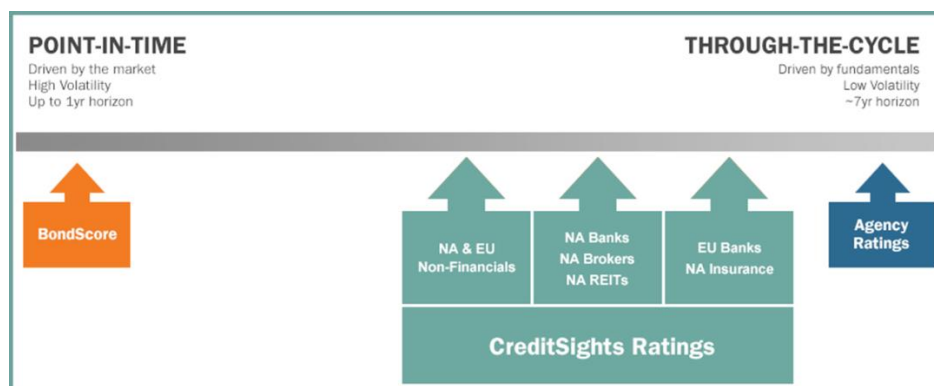 POINT-IN-TIME
Driven by the market
High Volatility
Up to 1yr horizon
THROUGH-THE-CYCLE
Driven by fundamentals
Low Volatility
~7yr horizon
BondScore
NA & EU
Non-Financials
NA Banks
NA Brokers
NA REITs
EU Banks
NA Insurance
Agency
Ratings
CreditSights Ratings